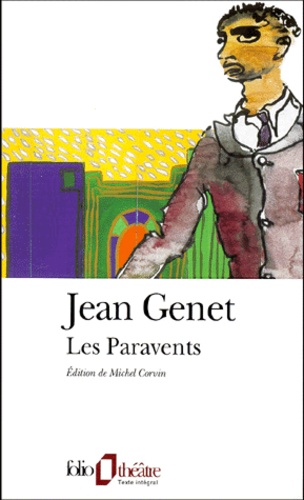 Jean Genet
Les Paravents
Édition de Michel Corvin
folio théâtre
Texte intégral